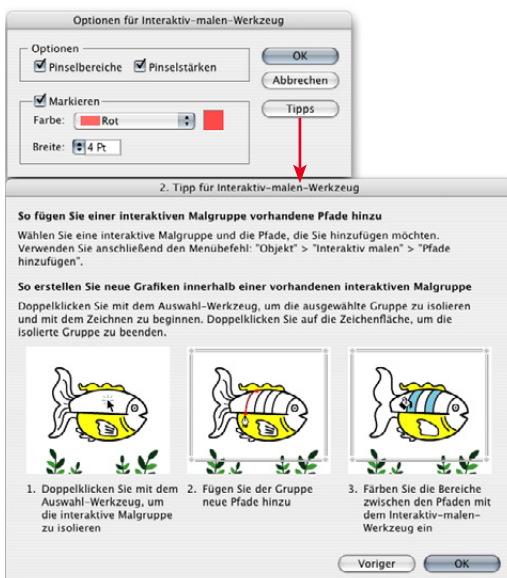 Optionen für Interaktiv-malen-Werkzeug
Optionen
Pinselbereiche Pinselstärken
OK
Abbrechen
Markieren
Tipps
Farbe: Rot
Breite: 4 Pt
2. Tipp für Interaktiv-malen-Werkzeug
So fügen Sie einer interaktiven Malgruppe vorhandene Pfade hinzu
Wählen Sie eine interaktive Malgruppe und die Pfade, die Sie hinzufügen möchten.
Verwenden Sie anschließend den Menübefehl: "Objekt" > "Interaktiv malen" > "Pfade
hinzufügen".
So erstellen Sie neue Grafiken innerhalb einer vorhandenen interaktiven Malgruppe
Doppelklicken Sie mit dem Auswahl-Werkzeug, um die ausgewählte Gruppe zu isolieren
und mit dem Zeichnen zu beginnen. Doppelklicken Sie auf die Zeichenfläche, um die
isolierte Gruppe zu beenden.
1. Doppelklicken Sie mit dem
Auswahl-Werkzeug, um
die interaktive Malgruppe
zu isolieren
2. Fügen Sie der Gruppe
neue Pfade hinzu
3. Färben Sie die Bereiche
zwischen den Pfaden mit
dem Interaktiv-malen-
Werkzeug ein
Voriger
OK